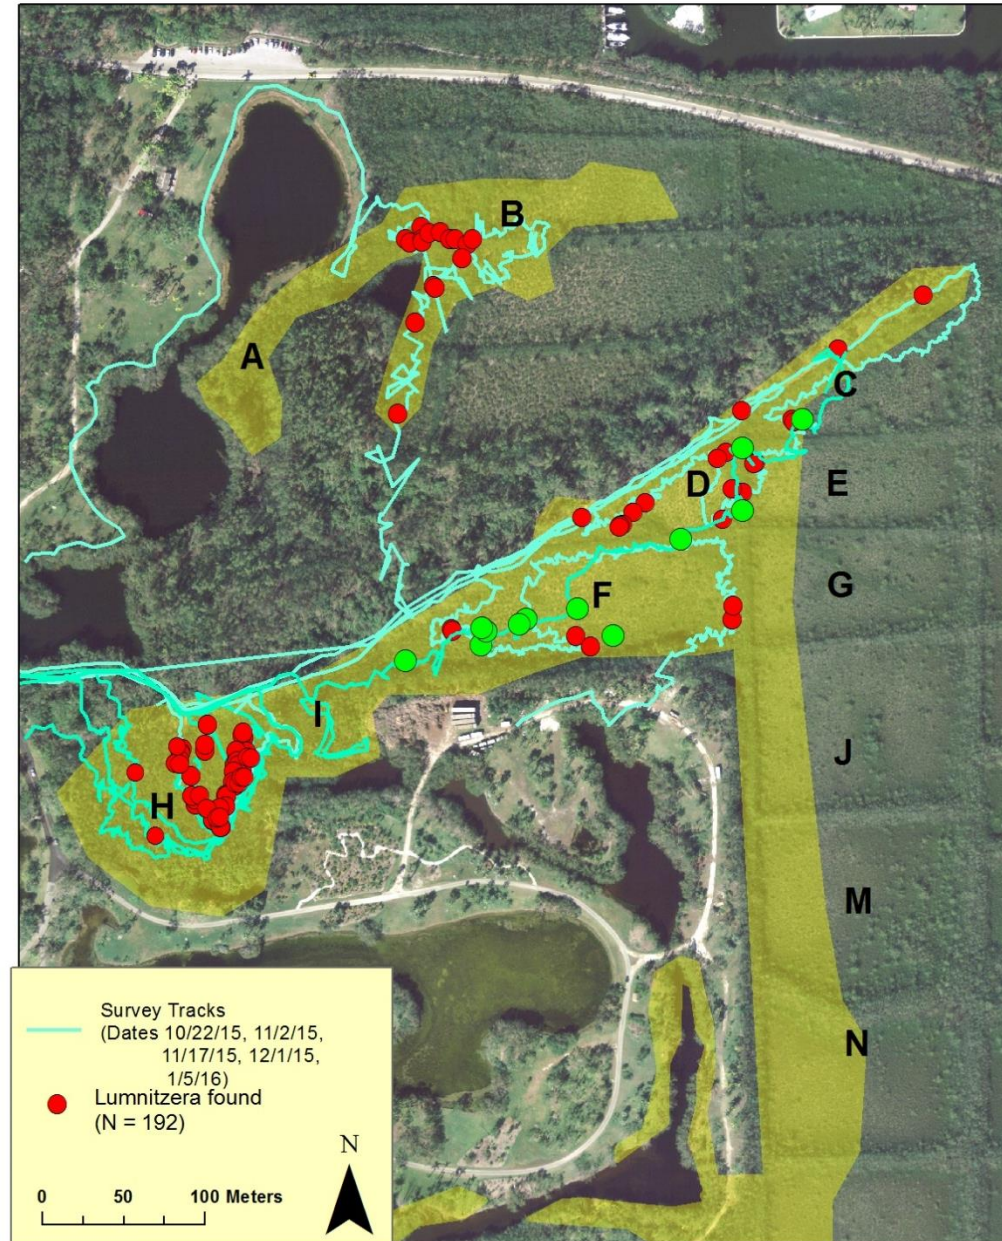 B
A
C
D
E
F
G
I
J
H
M
N
Survey Tracks
(Dates 10/22/15, 11/2/15,
11/17/15, 12/1/15,
1/5/16)
Lumnitzera found
(N = 192)
N
0 50 100 Meters